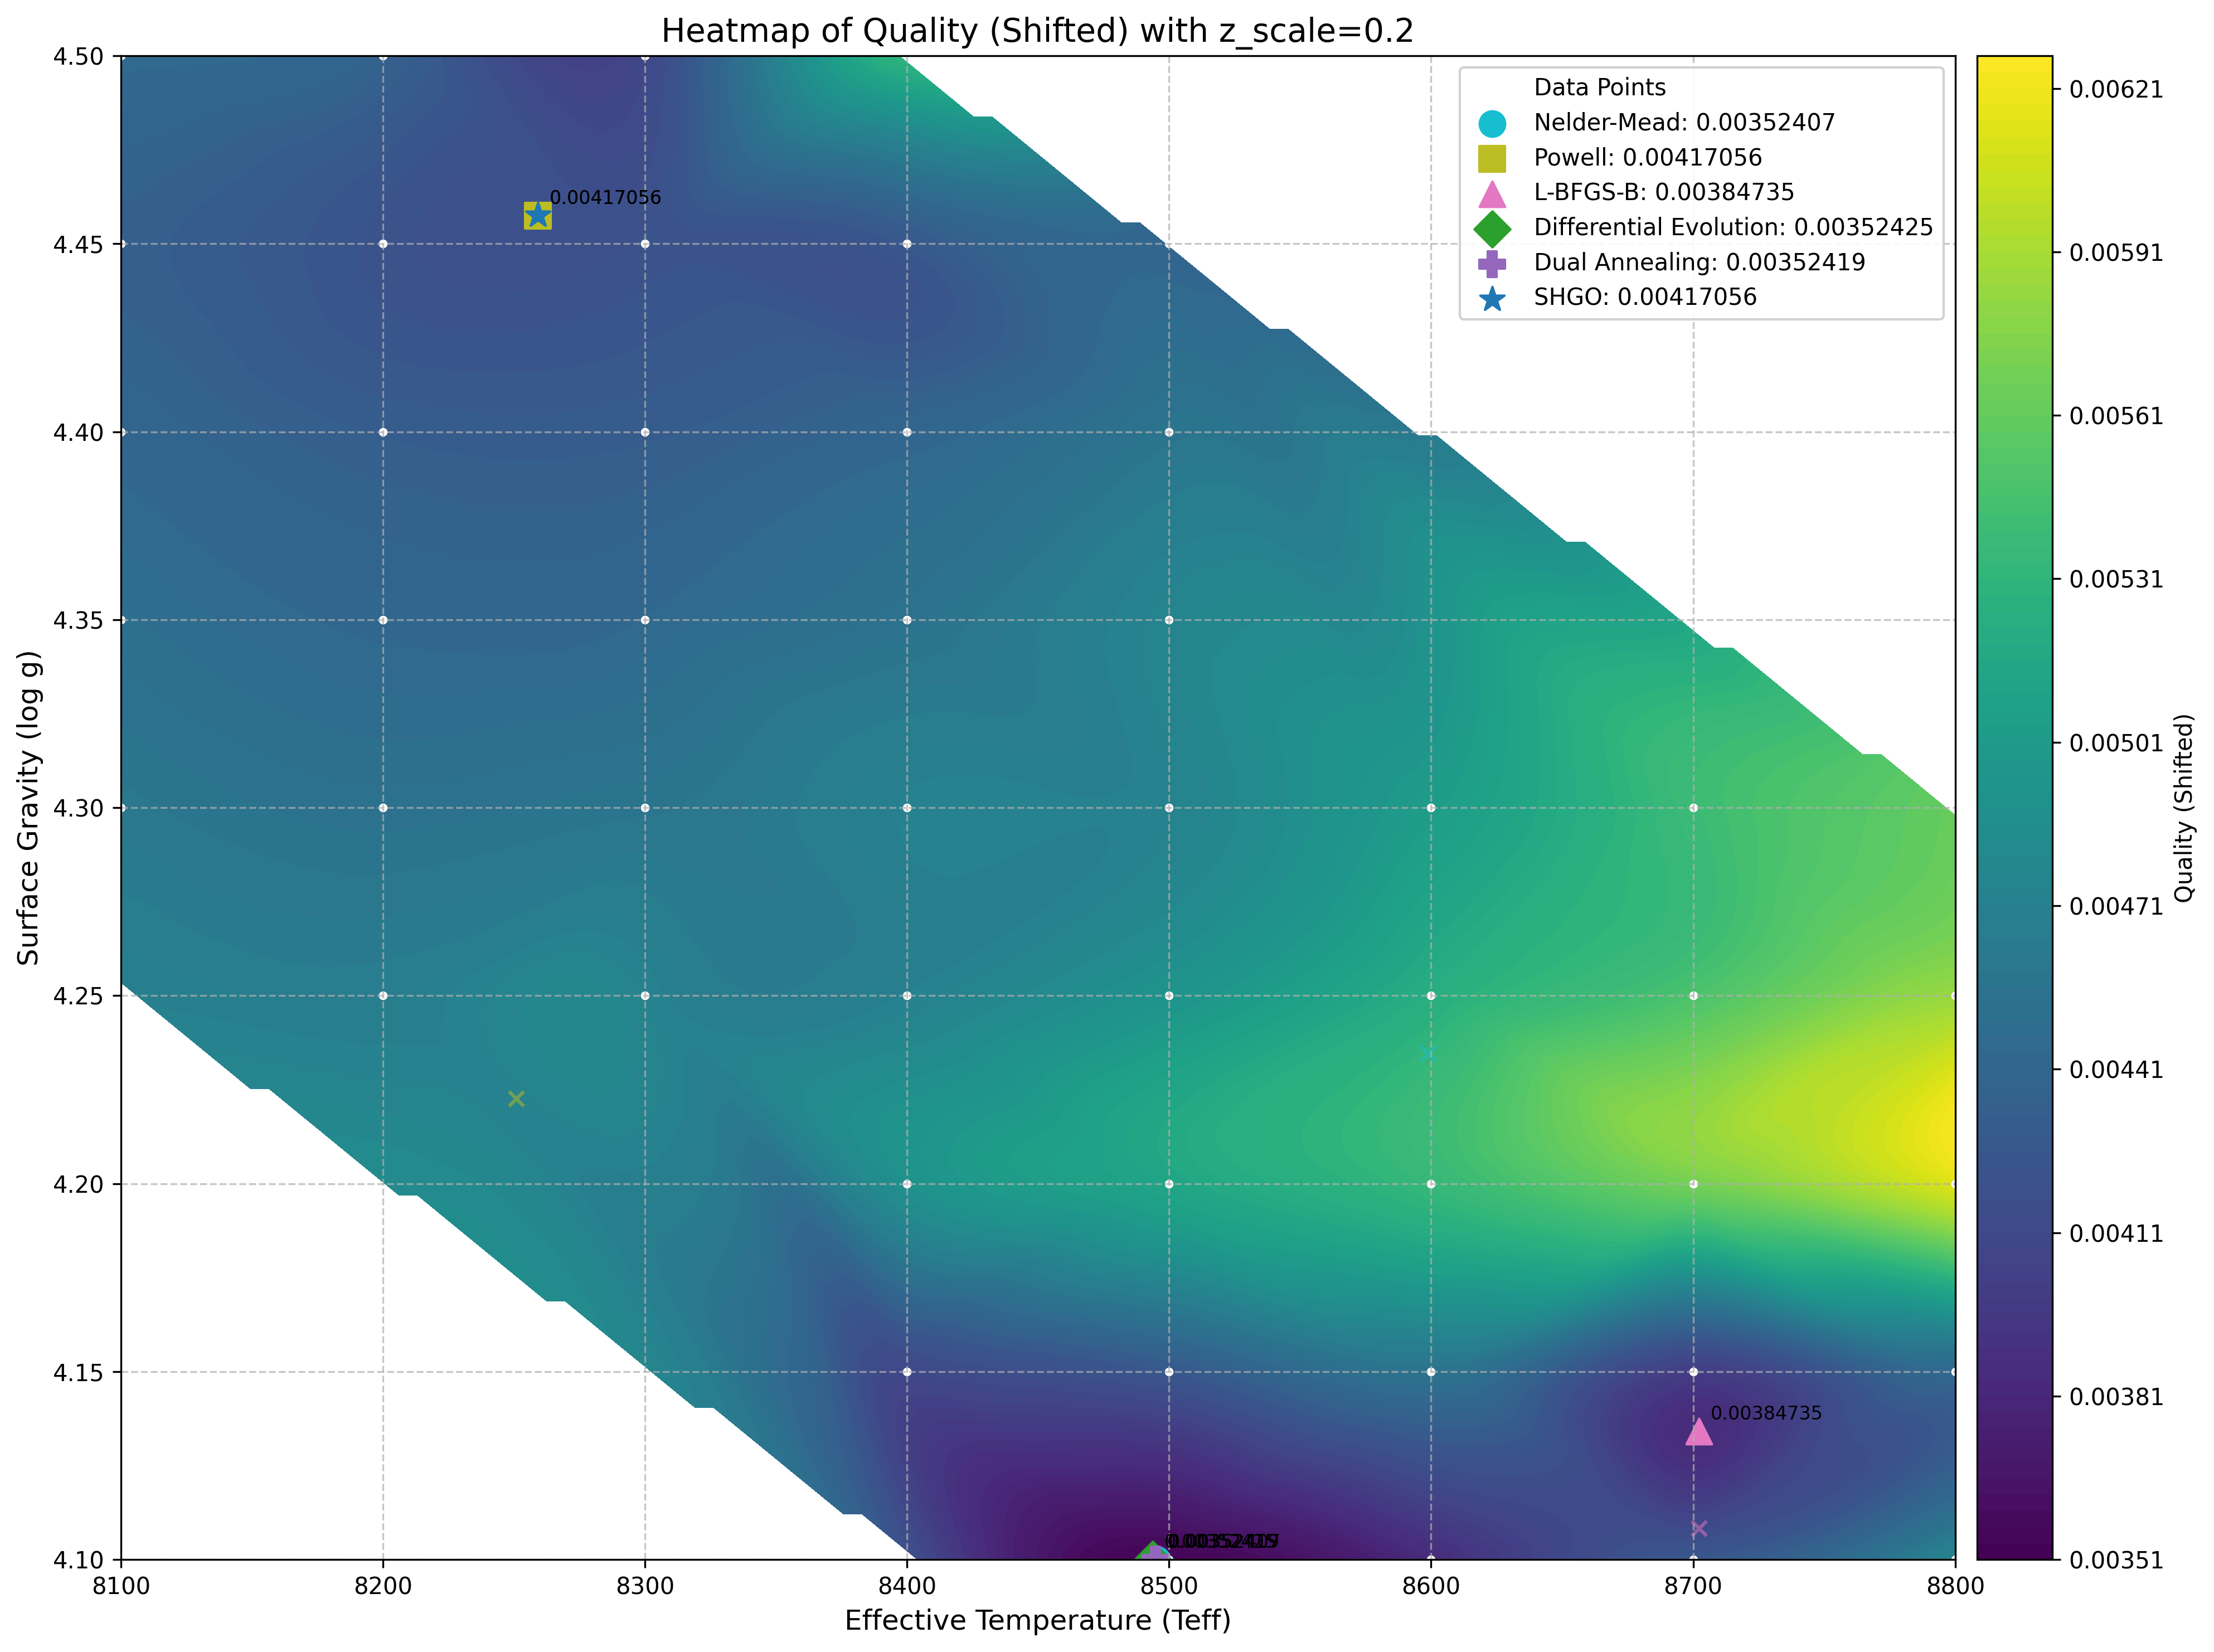 Heatmap of Quality (Shifted) with z_scale=0.2
Data Points
Nelder-Mead: 0.00352407
Powell: 0.00417056
L-BFGS-B: 0.00384735
Differential Evolution: 0.00352425
Dual Annealing: 0.00352419
SHGO: 0.00417056
0.00417056
0.00384735
4.50
4.45
4.40
4.35
4.30
4.25
4.20
4.15
4.10
Surface Gravity (log g)
8100
8200
8300
8400
8500
8600
8700
8800
Effective Temperature (Teff)
0.00621
0.00591
0.00561
0.00531
0.00501
0.00471
0.00441
0.00411
0.00381
0.00351
Quality (Shifted)